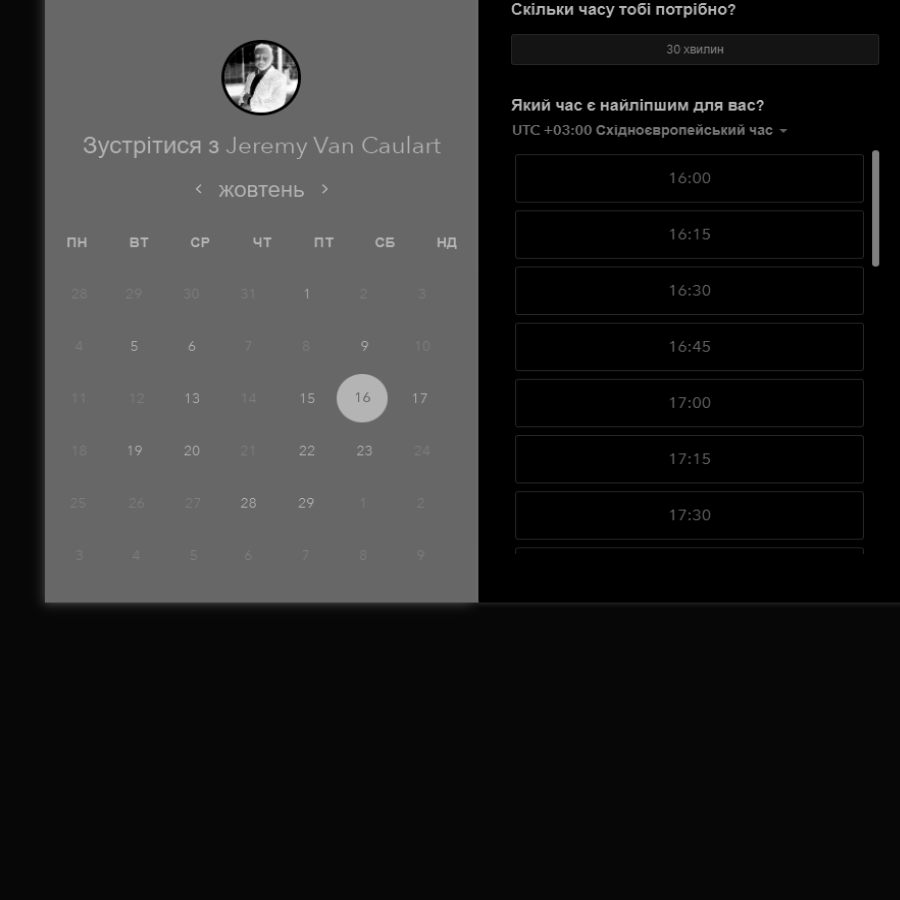 Зустрітися з Jeremy Van Caulart
жовтень
ПН ВТ СР ЧТ ПТ СБ НД
28 29 30 31 1 2 3
4 5 6 7 8 9 10
11 12 13 14 15 16 17
18 19 20 21 22 23 24
25 26 27 28 29 1 2
3 4 5 6 7 8 9
Скільки часу тобі потрібно?
30 хвилин
Який час є найліпшим для вас?
UTC +03:00 Східноєвропейський час
16:00
16:15
16:30
16:45
17:00
17:15
17:30